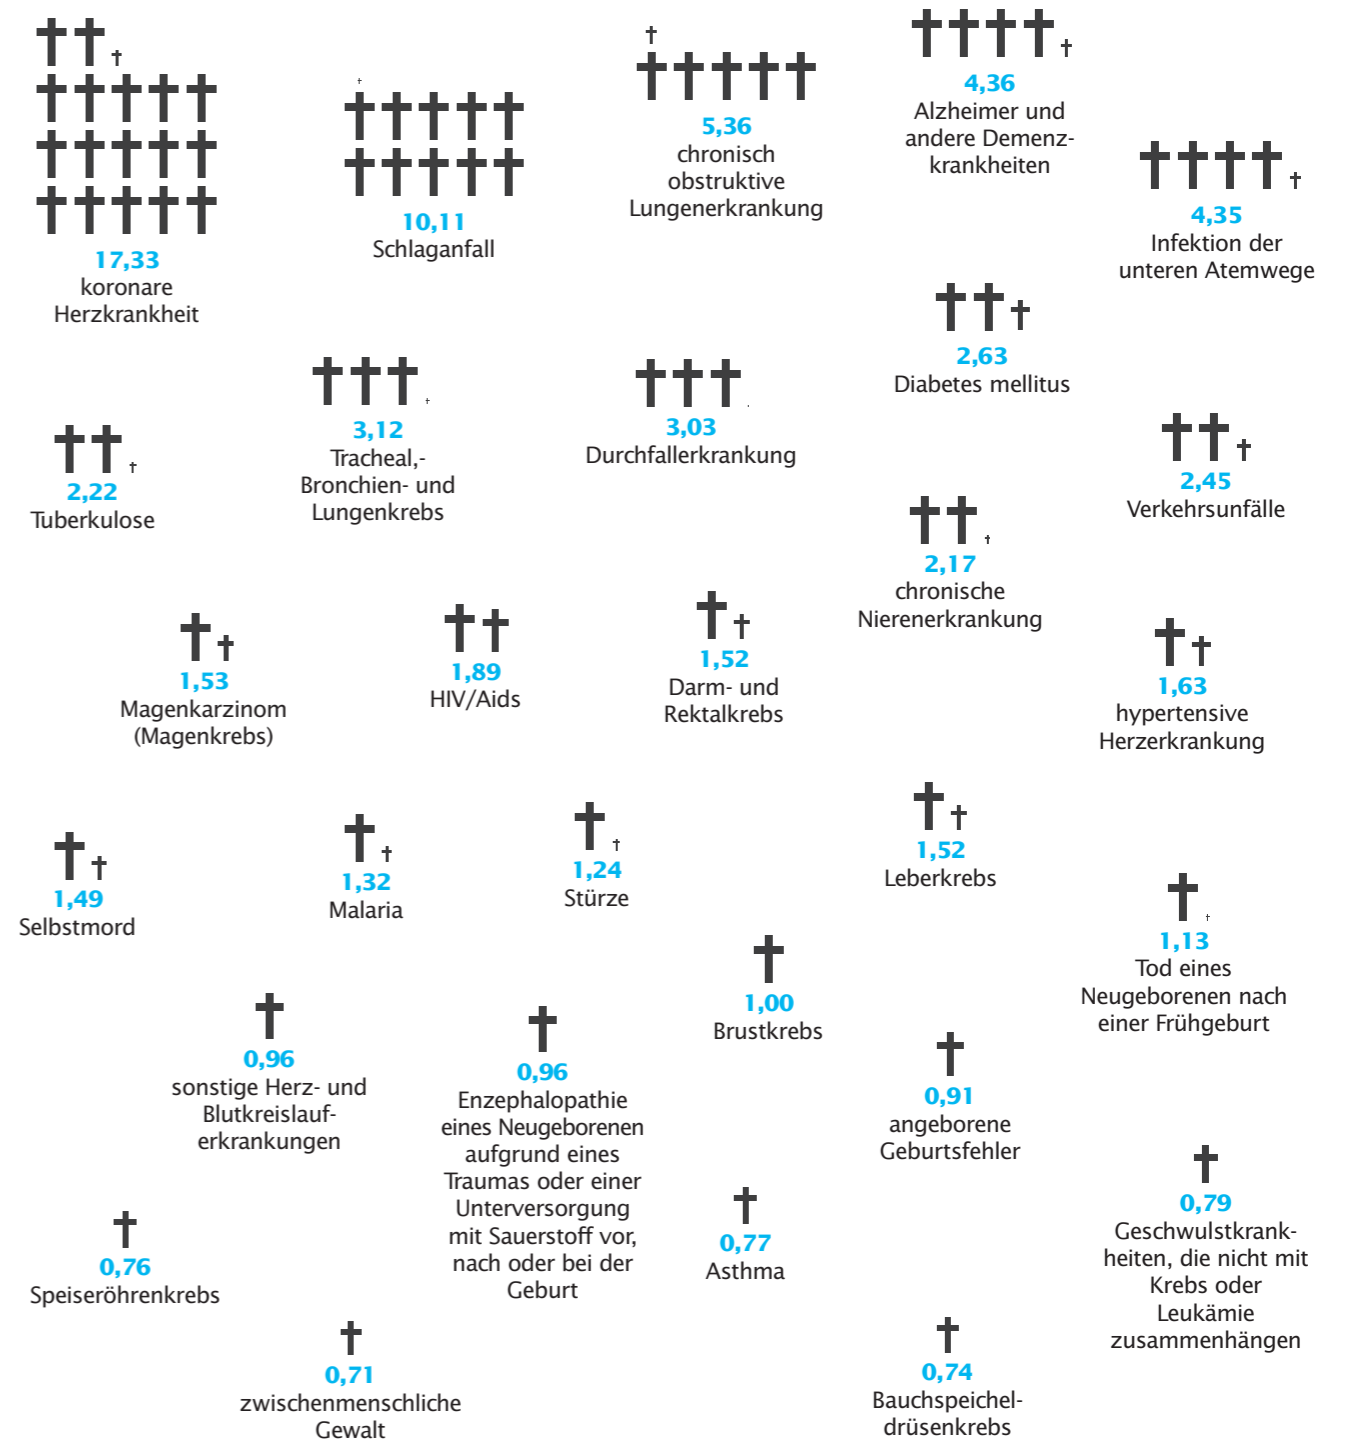 17,33
koronare
Herzkrankheit
10,11
Schlaganfall
5,36
chronisch
obstruktive
Lungenerkrankung
4,36
Alzheimer und
andere Demenz-
krankheiten
4,35
Infektion der
unteren Atemwege
2,63
Diabetes mellitus
2,22
Tuberkulose
3,12
Tracheal,-
Bronchien- und
Lungenkrebs
3,03
Durchfallerkrankung
2,45
Verkehrsunfälle
2,17
chronische
Nierenerkrankung
1,53
Magenkarzinom
(Magenkrebs)
1,89
HIV/Aids
1,52
Darm- und
Rektalkrebs
1,63
hypertensive
Herzerkrankung
1,49
Selbstmord
1,32
Malaria
1,24
Stürze
1,52
Leberkrebs
1,13
Tod eines
Neugeborenen nach
einer Frühgeburt
1,00
Brustkrebs
0,96
sonstige Herz- und
Blutkreislauf-
erkrankungen
0,96
Enzephalopathie
eines Neugeborenen
aufgrund eines
Traumas oder einer
Unterversorgung
mit Sauerstoff vor,
nach oder bei der
Geburt
0,91
angeborene
Geburtsfehler
0,79
Geschwulstkrank-
heiten, die nicht mit
Krebs oder
Leukämie
zusammenhängen
0,76
Speiseröhrenkrebs
0,77
Asthma
0,71
zwischenmenschliche
Gewalt
0,74
Bauchspeichel-
drüsenkrebs